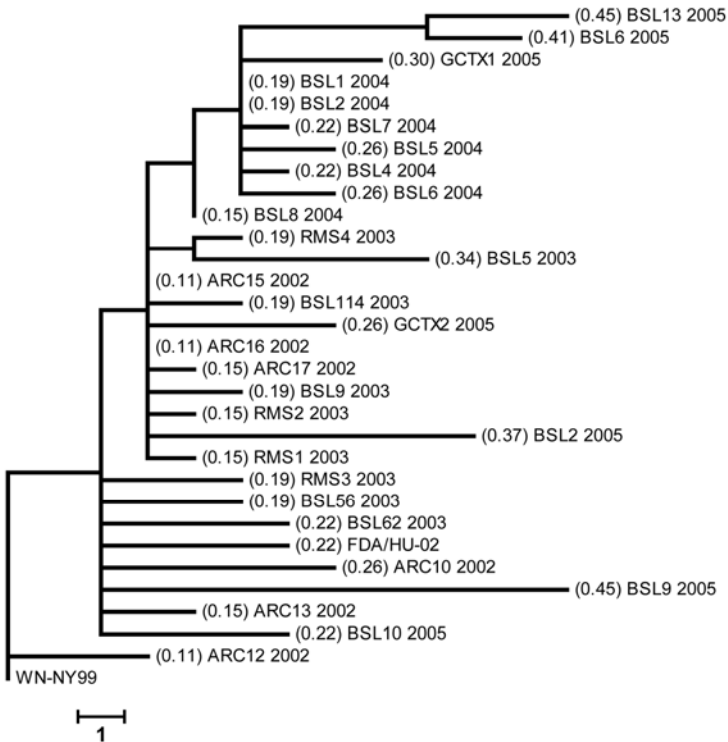 (0.45) BSL13 2005
(0.41) BSL6 2005
(0.30) GCTX1 2005
(0.19) BSL1 2004
(0.19) BSL2 2004
(0.22) BSL7 2004
(0.26) BSL5 2004
(0.22) BSL4 2004
(0.26) BSL6 2004
(0.15) BSL8 2004
(0.19) RMS4 2003
(0.34) BSL5 2003
(0.11) ARC15 2002
(0.19) BSL114 2003
(0.26) GCTX2 2005
(0.11) ARC16 2002
(0.15) ARC17 2002
(0.19) BSL9 2003
(0.15) RMS2 2003
(0.37) BSL2 2005
(0.15) RMS1 2003
(0.19) RMS3 2003
(0.19) BSL56 2003
(0.22) BSL62 2003
(0.22) FDA/HU-02
(0.26) ARC10 2002
(0.45) BSL9 2005
(0.15) ARC13 2002
(0.22) BSL10 2005
(0.11) ARC12 2002
WN-NY99
1